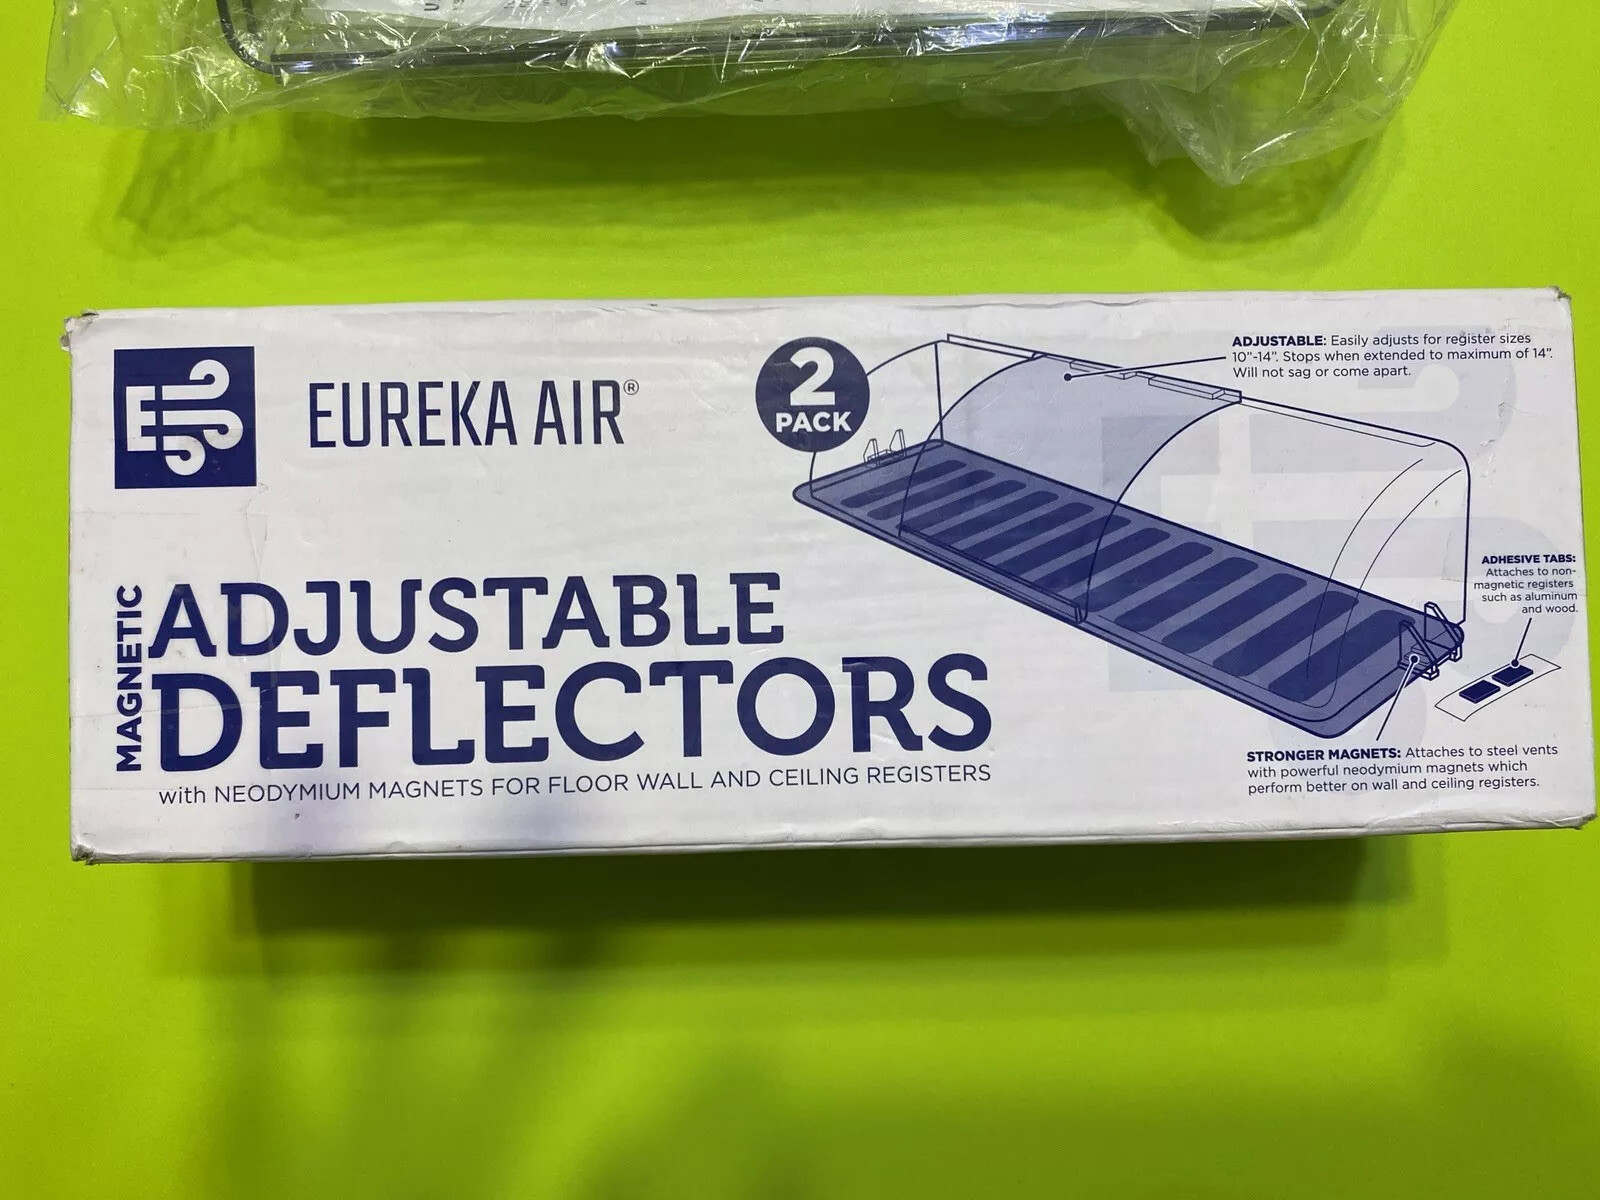 EUREKA AIR®
2
PACK
ADJUSTABLE: Easily adjusts for register sizes
10"-14". Stops when extended to maximum of 14".
Will not sag or come apart.
ADHESIVE TABS:
Attaches to non-
magnetic registers
such as aluminum
and wood.
MAGNETIC
ADJUSTABLE
DEFLECTORS
with NEODYMIUM MAGNETS FOR FLOOR WALL AND CEILING REGISTERS
STRONGER MAGNETS: Attaches to steel vents
with powerful neodymium magnets which
perform better on wall and ceiling registers.